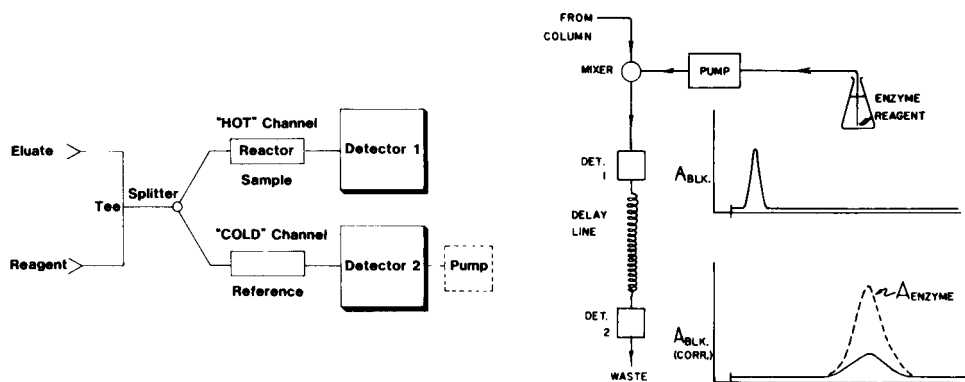 "HOT" Channel
Eluate
Reactor
Detector 1
Sample
Splitter
Tee
"COLD" Channel
Reagent
Detector 2
Pump
Reference
FROM
COLUMN
MIXER
PUMP
ENZYME
REAGENT
DET.
1
DELAY
LINE
DET.
2
WASTE
ABLK.
AENZYME
ABLK.
(CORR.)